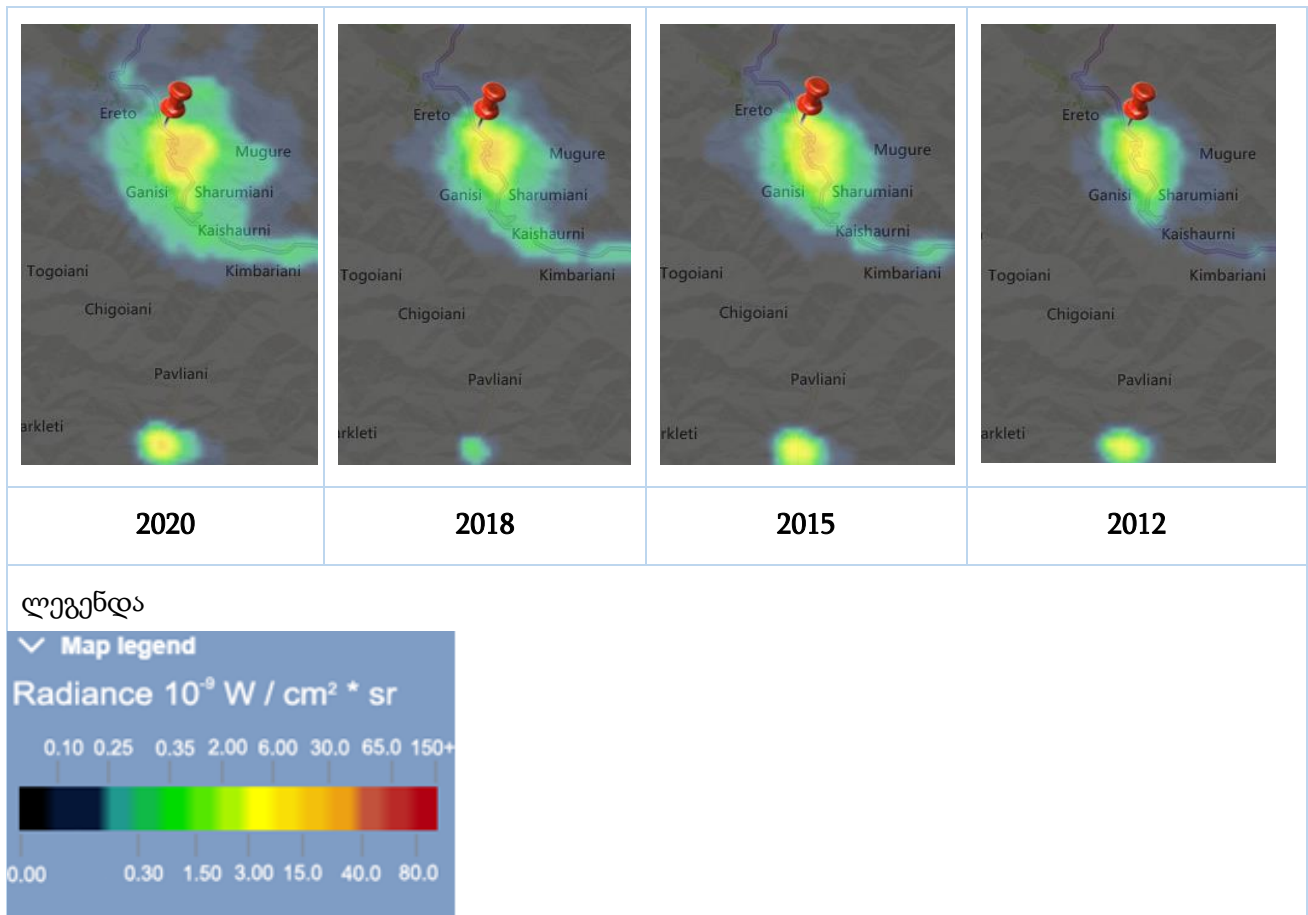 Ereto
Mugure
Ganisi
Sharumiani
Kaishaurni
Togoiani
Kimbariani
Chigoiani
Pavliani
arkleti
Ereto
Mugure
Ganisi
Sharumiani
Kaishaurni
Togoiani
Kimbariani
Chigoiani
Pavliani
arkleti
Ereto
Mugure
Ganisi
Sharumiani
Kaishaurni
Togoiani
Kimbariani
Chigoiani
Pavliani
rkleti
Ereto
Mugure
Ganisi
Sharumiani
Kaishaurni
Togoiani
Kimbariani
Chigoiani
Pavliani
arkleti
2020 2018 2015 2012
ლეგენდა
Map legend
Radiance 10⁻⁹ W / cm² * sr
0.10 0.25 0.35 2.00 6.00 30.0 65.0 150+
0.00 0.30 1.50 3.00 15.0 40.0 80.0